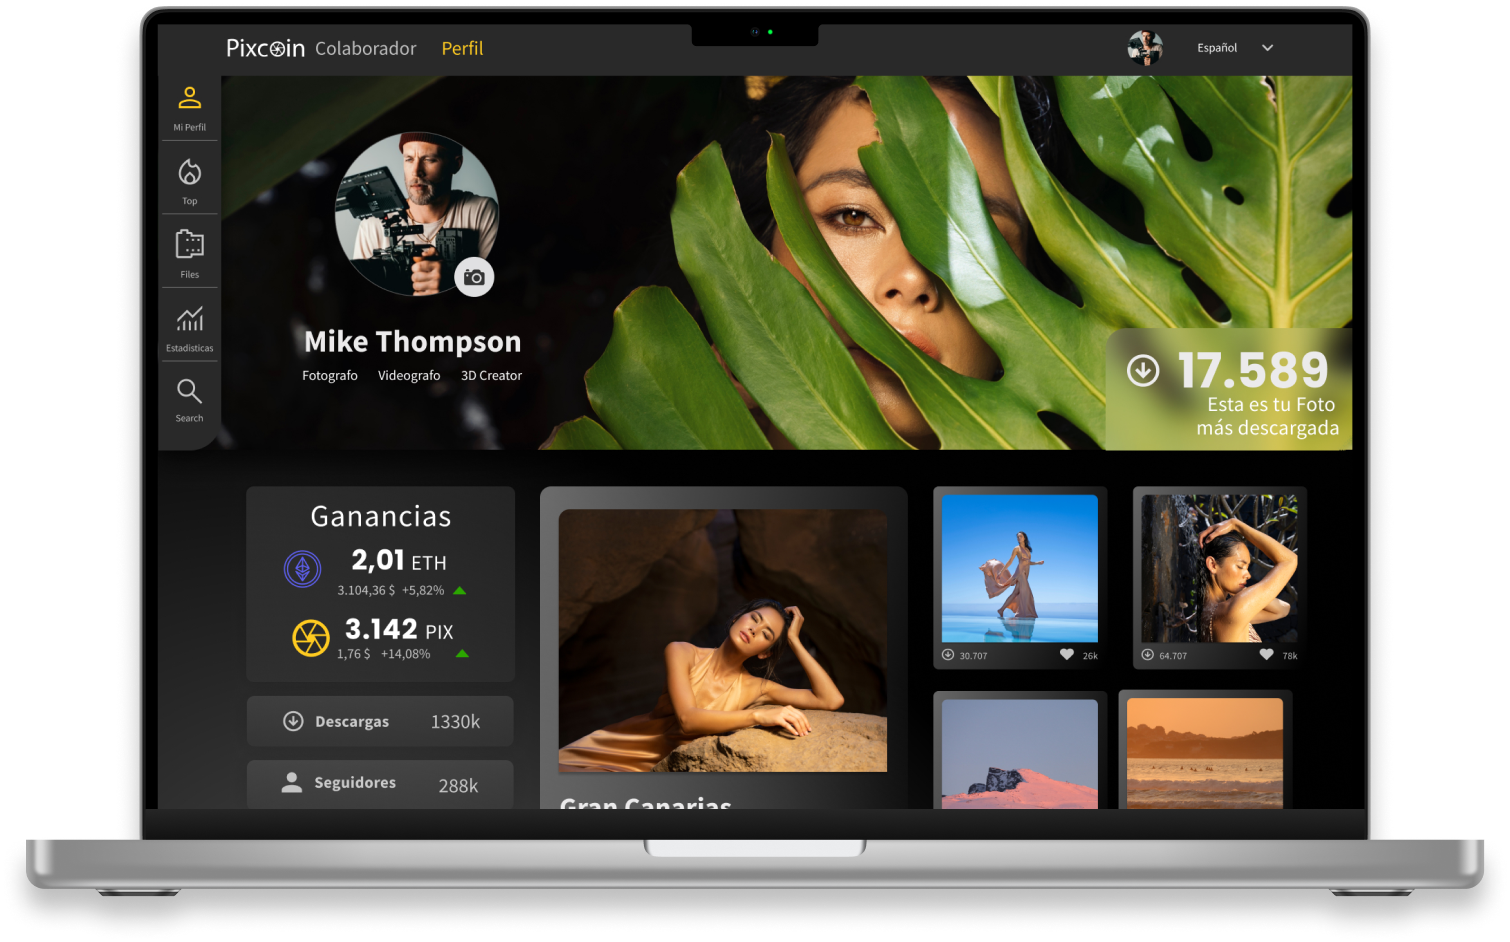 Pixcoin Colaborador Perfil
Español
Mi Perfil
Top
Files
Estadisticas
Search
Mike Thompson
Fotografo Videografo 3D Creator
17.589
Esta es tu Foto
más descargada
Ganancias
2,01 ETH
3.104,36 $ +5,82%
3.142 PIX
1,76 $ +14,08%
Descargas 1330k
Seguidores 288k
Gran Canarias
30.707 26k
64.707 78k